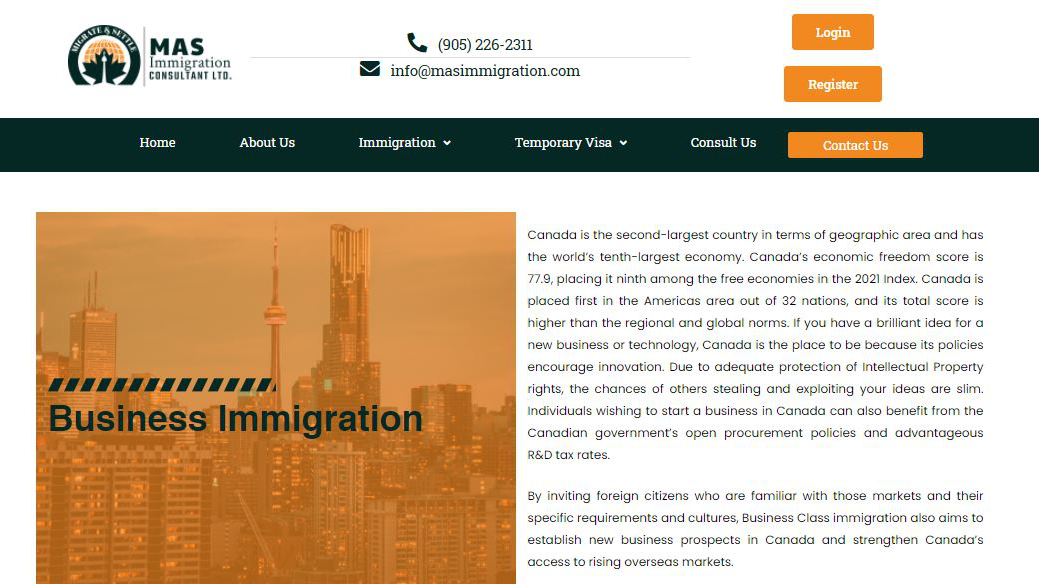 MIGRATE & SETTLE
MAS
Immigration
CONSULTANT LTD.
(905) 226-2311
info@masimmigration.com
Login
Register
Home
About Us
Immigration
Temporary Visa
Consult Us
Contact Us
Business Immigration
Canada is the second-largest country in terms of geographic area and has
the world's tenth-largest economy. Canada's economic freedom score is
77.9, placing it ninth among the free economies in the 2021 Index. Canada is
placed first in the Americas area out of 32 nations, and its total score is
higher than the regional and global norms. If you have a brilliant idea for a
new business or technology, Canada is the place to be because its policies
encourage innovation. Due to adequate protection of Intellectual Property
rights, the chances of others stealing and exploiting your ideas are slim.
Individuals wishing to start a business in Canada can also benefit from the
Canadian government's open procurement policies and advantageous
R&D tax rates.
By inviting foreign citizens who are familiar with those markets and their
specific requirements and cultures, Business Class immigration also aims to
establish new business prospects in Canada and strengthen Canada's
access to rising overseas markets.